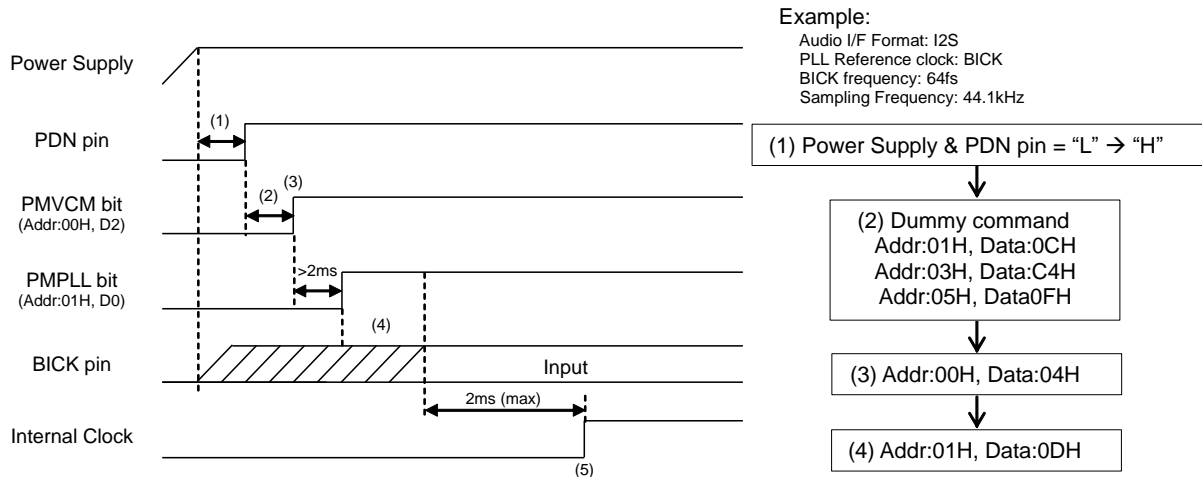 Example:
Audio I/F Format: I2S
PLL Reference clock: BICK
BICK frequency: 64fs
Sampling Frequency: 44.1kHz
Power Supply
(1)
PDN pin
(2)
(3)
PMVCM bit
(Addr:00H, D2)
>2ms
PMPLL bit
(Addr:01H, D0)
(4)
BICK pin
Input
2ms (max)
Internal Clock
(5)
(1) Power Supply & PDN pin = “L” → “H”
(2) Dummy command
Addr:01H, Data:0CH
Addr:03H, Data:C4H
Addr:05H, Data0FH
(3) Addr:00H, Data:04H
(4) Addr:01H, Data:0DH